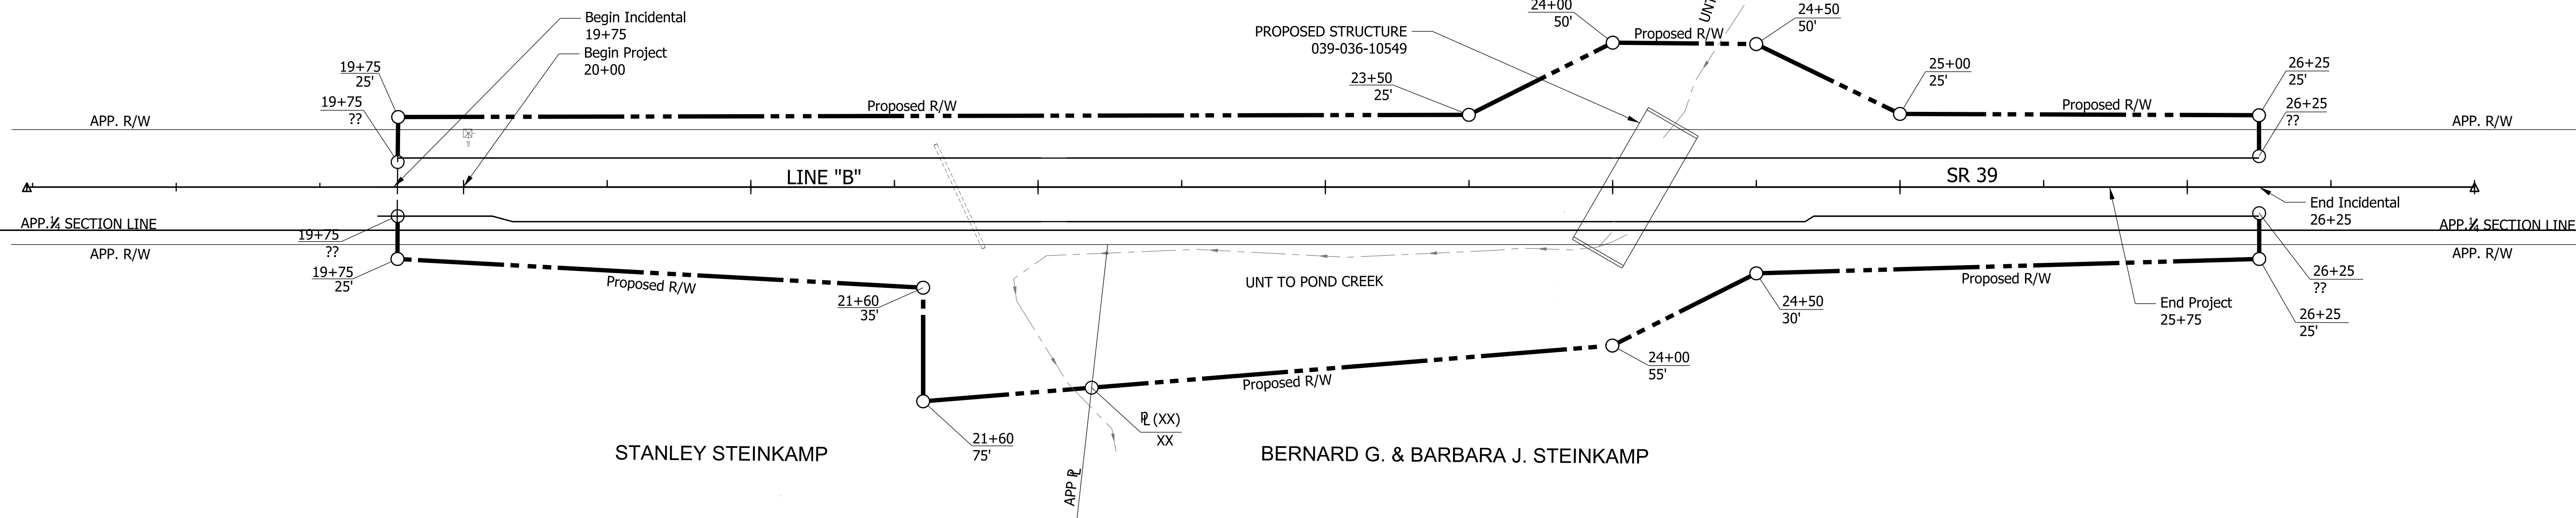 24+00
50'
UNT
24+50
50'
Begin Incidental
19+75
Begin Project
20+00
PROPOSED STRUCTURE
039-036-10549
Proposed R/W
19+75
25'
19+75
??
Proposed R/W
23+50
25'
25+00
25'
Proposed R/W
26+25
25'
26+25
??
APP. R/W
APP. R/W
LINE "B"
SR 39
End Incidental
26+25
APP. ¼ SECTION LINE
APP. ¼ SECTION LINE
19+75
??
APP. R/W
APP. R/W
19+75
25'
Proposed R/W
21+60
35'
UNT TO POND CREEK
24+50
30'
Proposed R/W
26+25
??
End Project
25+75
26+25
25'
24+00
55'
Proposed R/W
PL (XX)
XX
21+60
75'
STANLEY STEINKAMP
BERNARD G. & BARBARA J. STEINKAMP
APP PL